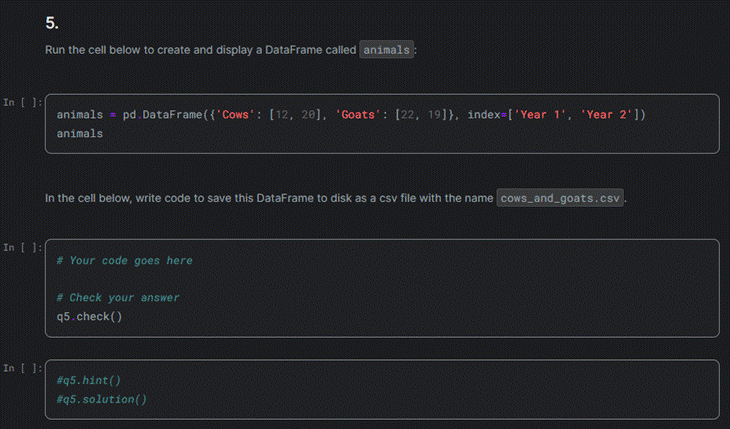 5.
Run the cell below to create and display a DataFrame called animals:
In [ ]:
animals = pd.DataFrame({'Cows': [12, 20], 'Goats': [22, 19]}, index=['Year 1', 'Year 2'])
animals
In the cell below, write code to save this DataFrame to disk as a csv file with the name cows_and_goats.csv.
In [ ]:
# Your code goes here
# Check your answer
q5.check()
In [ ]:
#q5.hint()
#q5.solution()